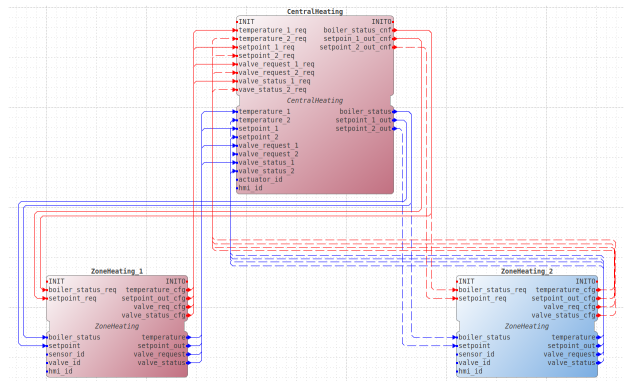 CentralHeating
INIT INITO
temperature_1_req boiler_status_cnf
temperature_2_req setpoin_1_out_cnf
setpoint_1_req setpoint_2_out_cnf
setpoint_2_req
valve_request_1_req
valve_request_2_req
valve_status_1_req
vave_status_2_req
CentralHeating
temperature_1 boiler_status
temperature_2 setpoint_1_out
setpoint_1 setpoint_2_out
setpoint_2
valve_request_1
valve_request_2
valve_status_1
valve_status_2
actuator_id
hmi_id
ZoneHeating_1
INIT INITO
boiler_status_req temperature_cfg
setpoint_req setpoint_out_cfg
valve_req_cfg
valve_status_cfg
ZoneHeating
boiler_status temperature
setpoint setpoint_out
sensor_id valve_request
valve_id valve_status
hmi_id
ZoneHeating_2
INIT INITO
boiler_status_req temperature_cfg
setpoint_req setpoint_out_cfg
valve_req_cfg
valve_status_cfg
ZoneHeating
boiler_status temperature
setpoint setpoint_out
sensor_id valve_request
valve_id valve_status
hmi_id